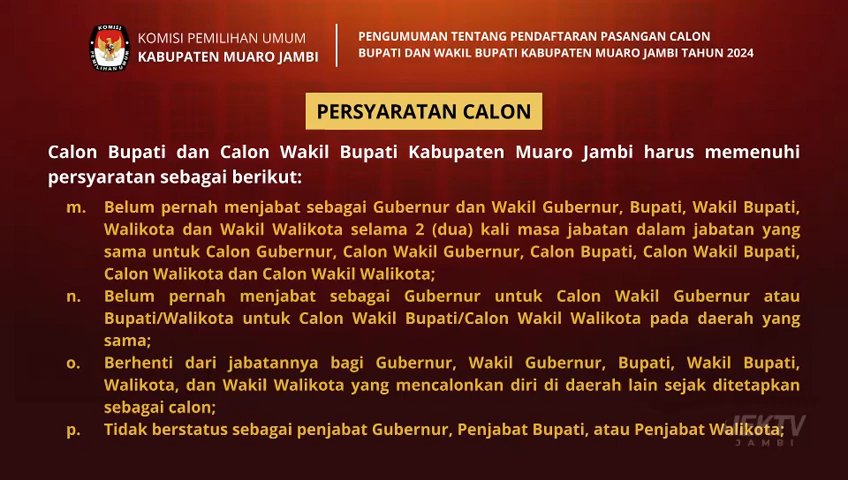 KOMISI PEMILIHAN UMUM
KABUPATEN MUARO JAMBI
PENGUMUMAN TENTANG PENDAFTARAN PASANGAN CALON
BUPATI DAN WAKIL BUPATI KABUPATEN MUARO JAMBI TAHUN 2024
PERSYARATAN CALON
Calon Bupati dan Calon Wakil Bupati Kabupaten Muaro Jambi harus memenuhi
persyaratan sebagai berikut:
m. Belum pernah menjabat sebagai Gubernur dan Wakil Gubernur, Bupati, Wakil Bupati,
Walikota dan Wakil Walikota selama 2 (dua) kali masa jabatan dalam jabatan yang
sama untuk Calon Gubernur, Calon Wakil Gubernur, Calon Bupati, Calon Wakil Bupati,
Calon Walikota dan Calon Wakil Walikota;
n. Belum pernah menjabat sebagai Gubernur untuk Calon Wakil Gubernur atau
Bupati/Walikota untuk Calon Wakil Bupati/Calon Wakil Walikota pada daerah yang
sama;
o. Berhenti dari jabatannya bagi Gubernur, Wakil Gubernur, Bupati, Wakil Bupati,
Walikota, dan Wakil Walikota yang mencalonkan diri di daerah lain sejak ditetapkan
sebagai calon;
p. Tidak berstatus sebagai penjabat Gubernur, Penjabat Bupati, atau Penjabat Walikota;
JEKTV
JAMBI